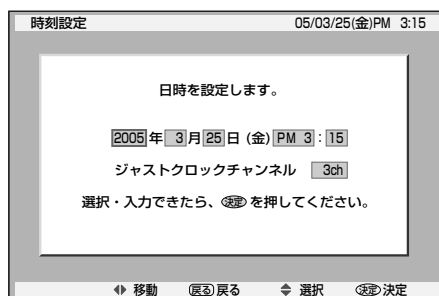 時刻設定 05/03/25(金)PM 3:15
日時を設定します。
2005年 3月25日 (金) PM 3 : 15
ジャストクロックチャンネル 3ch
選択・入力できたら、決定を押してください。
移動 戻る 戻る 選択 決定 決定